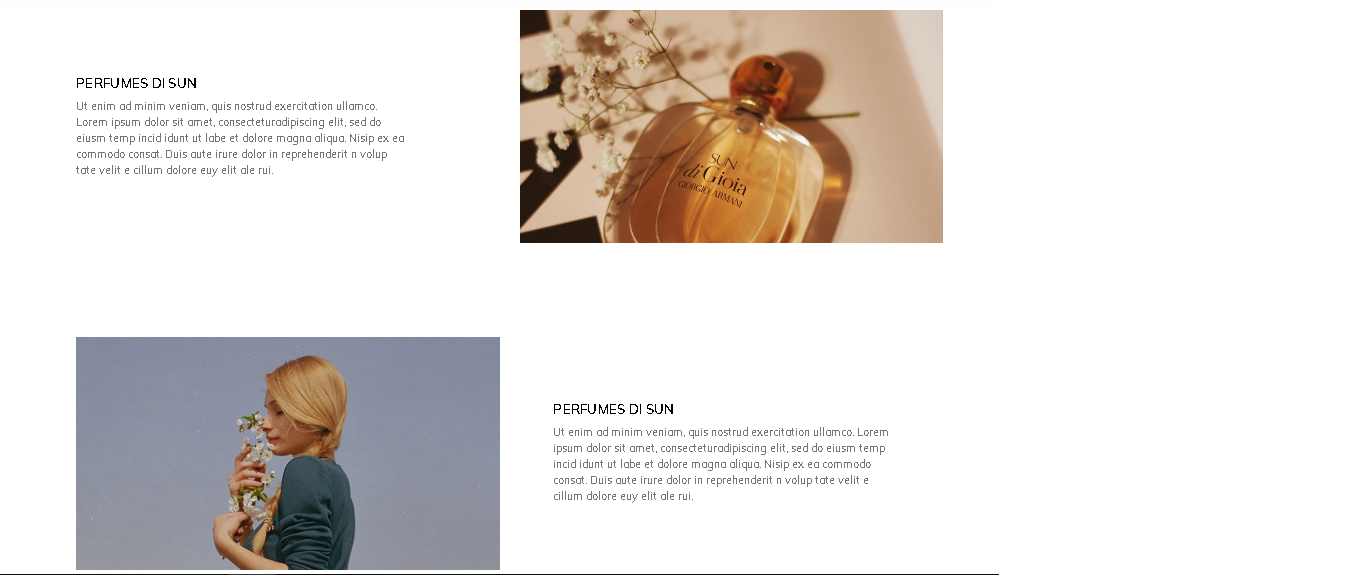 PERFUMES DI SUN
Ut enim ad minim veniam, quis nostrud exercitation ullamco.
Lorem ipsum dolor sit amet, consecteturadipiscing elit, sed do
eiusm temp incid idunt ut labe et dolore magna aliqua. Nisip ex ea
commodo consat. Duis aute irure dolor in reprehenderit n volup
tate velit e cillum dolore euy elit ale rui.
SUN
di Gioia
GIORGIO ARMANI
PERFUMES DI SUN
Ut enim ad minim veniam, quis nostrud exercitation ullamco. Lorem
ipsum dolor sit amet, consecteturadipiscing elit, sed do eiusm temp
incid idunt ut labe et dolore magna aliqua. Nisip ex ea commodo
consat. Duis aute irure dolor in reprehenderit n volup tate velit e
cillum dolore euy elit ale rui.